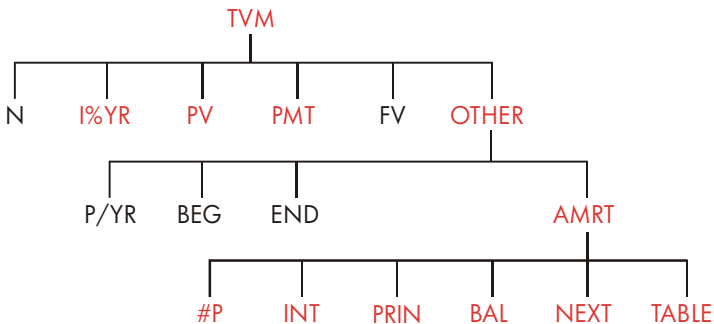 TVM
N I%YR PV PMT FV OTHER
P/YR BEG END AMRT
#P INT PRIN BAL NEXT TABLE